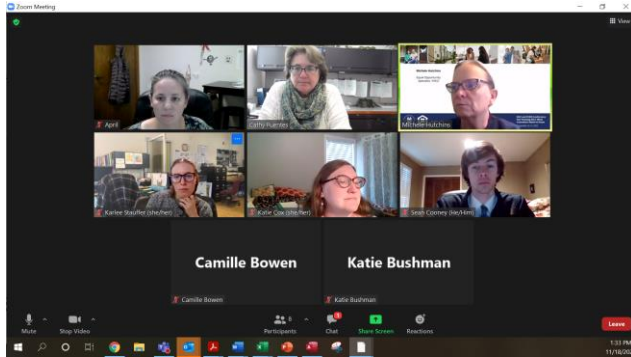 Zoom Meeting
View
April
Cathy Fuentes
Michele Hutchins
Michele Hutchins
Karlee Stauffer (she/her)
Katie Cox (she/her)
Sean Cooney (He/Him)
Camille Bowen
Katie Bushman
Camille Bowen
Katie Bushman
Mute
Stop Video
Participants
Chat
Share Screen
Reactions
Leave
1:33 PM